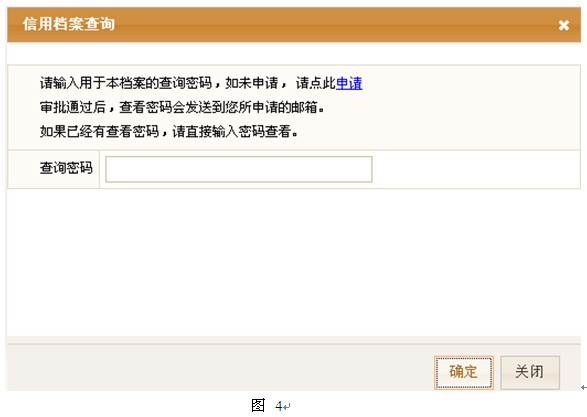 信用档案查询
请输入用于本档案的查询密码，如未申请， 请点此申请
审批通过后，查看密码会发送到您所申请的邮箱。
如果已经有查看密码，请直接输入密码查看。
查询密码
确定 关闭
图 4